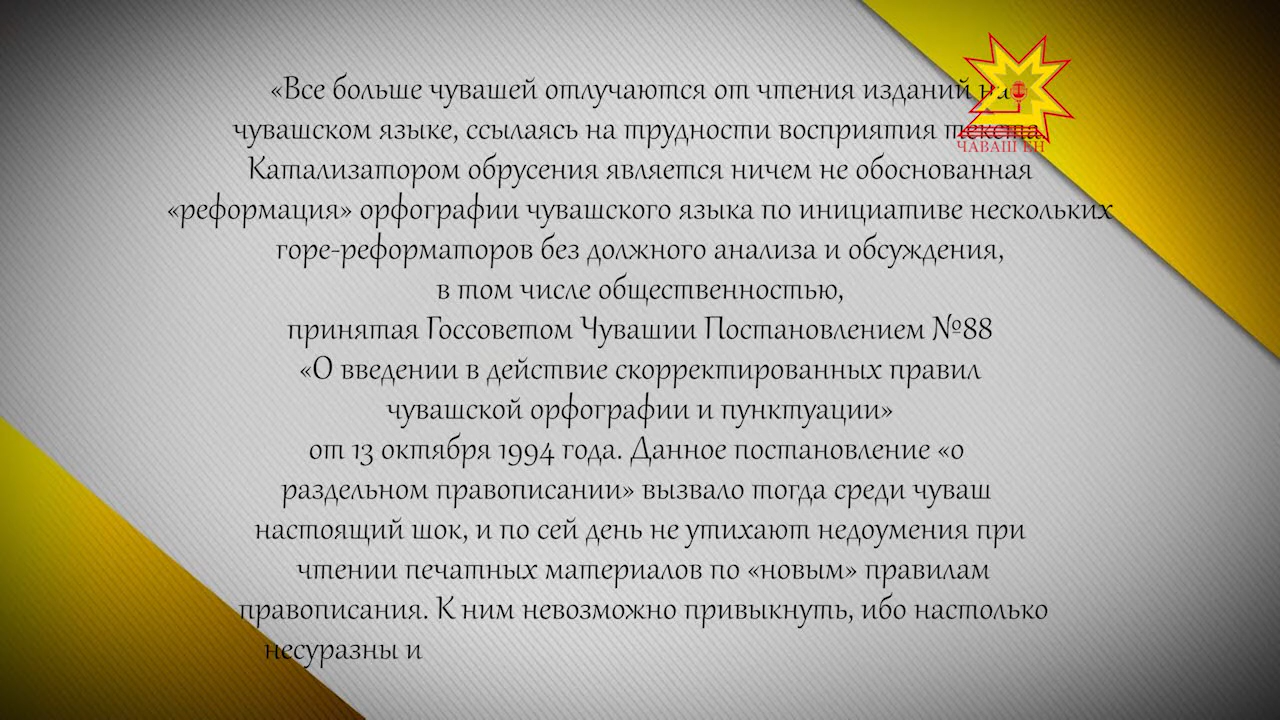 «Все больше чувашей отлучаются от чтения изданий на
чувашском языке, ссылаясь на трудности восприятия текста.
Катализатором обрусения является ничем не обоснованная
«реформация» орфографии чувашского языка по инициативе нескольких
горе-реформаторов без должного анализа и обсуждения,
в том числе общественностью,
принятая Госсоветом Чувашии Постановлением №88
«О введении в действие скорректированных правил
чувашской орфографии и пунктуации»
от 13 октября 1994 года. Данное постановление «о
раздельном правописании» вызвало тогда среди чуваш
настоящий шок, и по сей день не утихают недоумения при
чтении печатных материалов по «новым» правилам
правописания. К ним невозможно привыкнуть, ибо настолько
несуразны и
ЧАВАШ ЕН